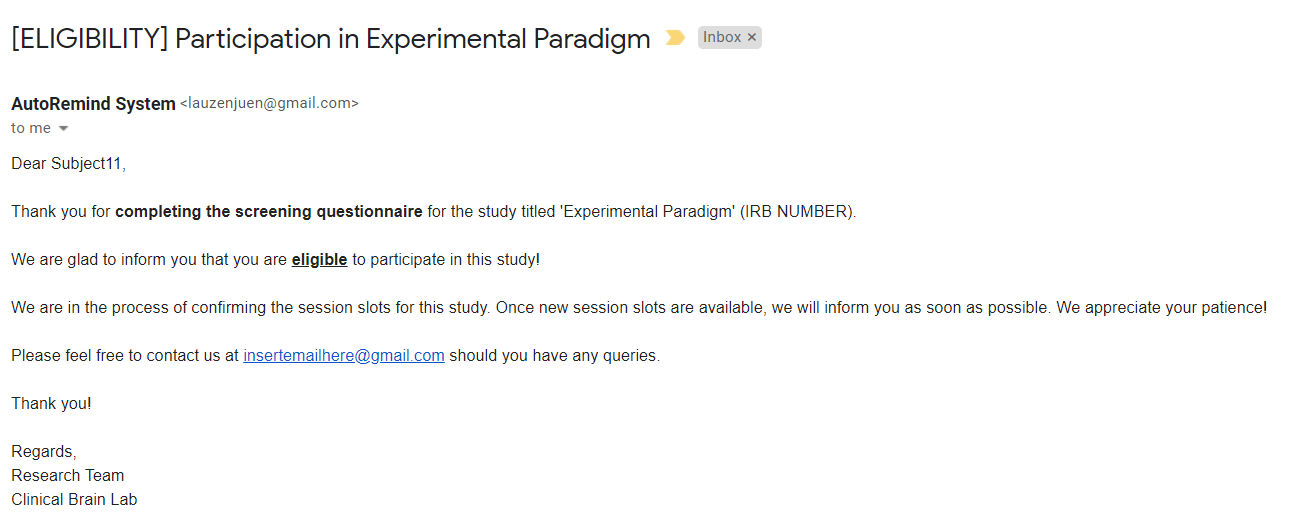 [ELIGIBILITY] Participation in Experimental Paradigm Inbox ×
AutoRemind System <lauzenjuen@gmail.com>
to me
Dear Subject11,
Thank you for completing the screening questionnaire for the study titled 'Experimental Paradigm' (IRB NUMBER).
We are glad to inform you that you are eligible to participate in this study!
We are in the process of confirming the session slots for this study. Once new session slots are available, we will inform you as soon as possible. We appreciate your patience!
Please feel free to contact us at insertemailhere@gmail.com should you have any queries.
Thank you!
Regards,
Research Team
Clinical Brain Lab